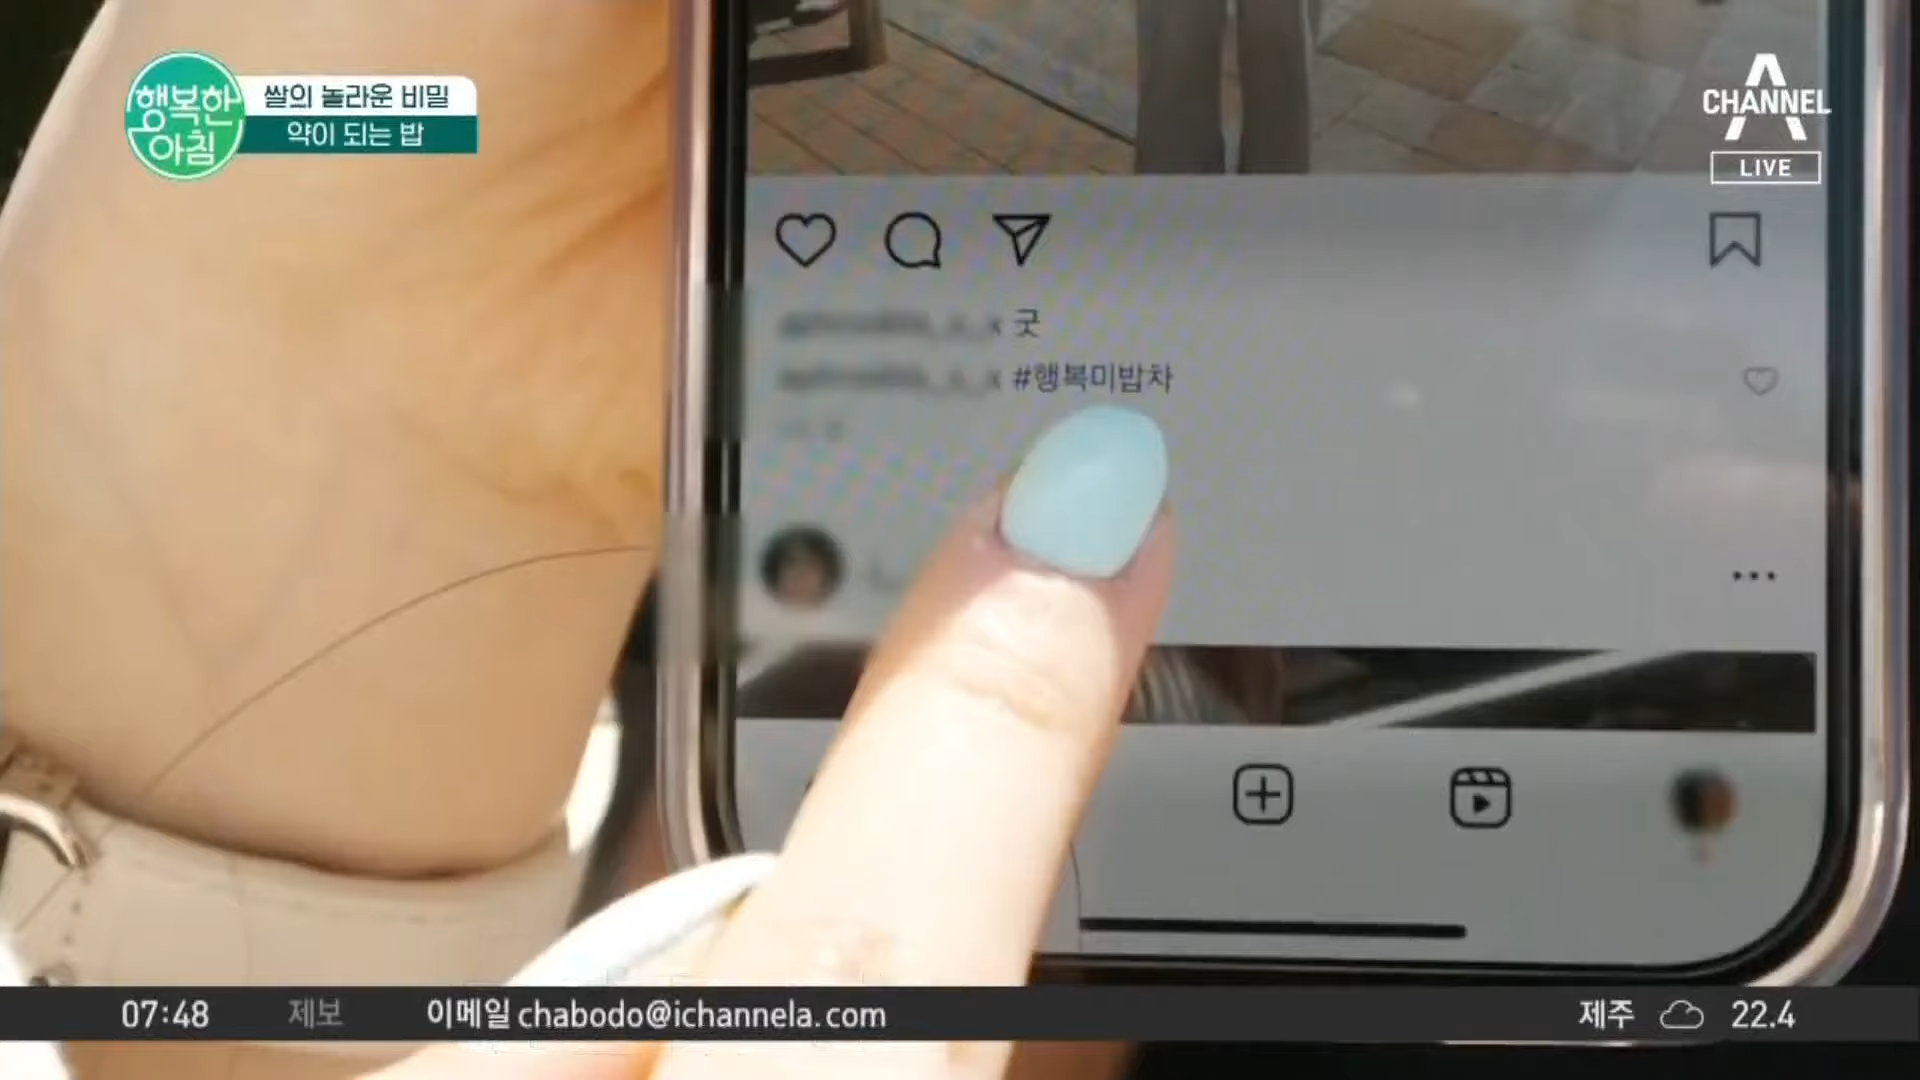 행복한
아침
쌀의 놀라운 비밀
약이 되는 밥
CHANNEL A
LIVE
굿
#행복미밥차
07:48 제보 이메일 chabodo@ichannela.com 제주 22.4